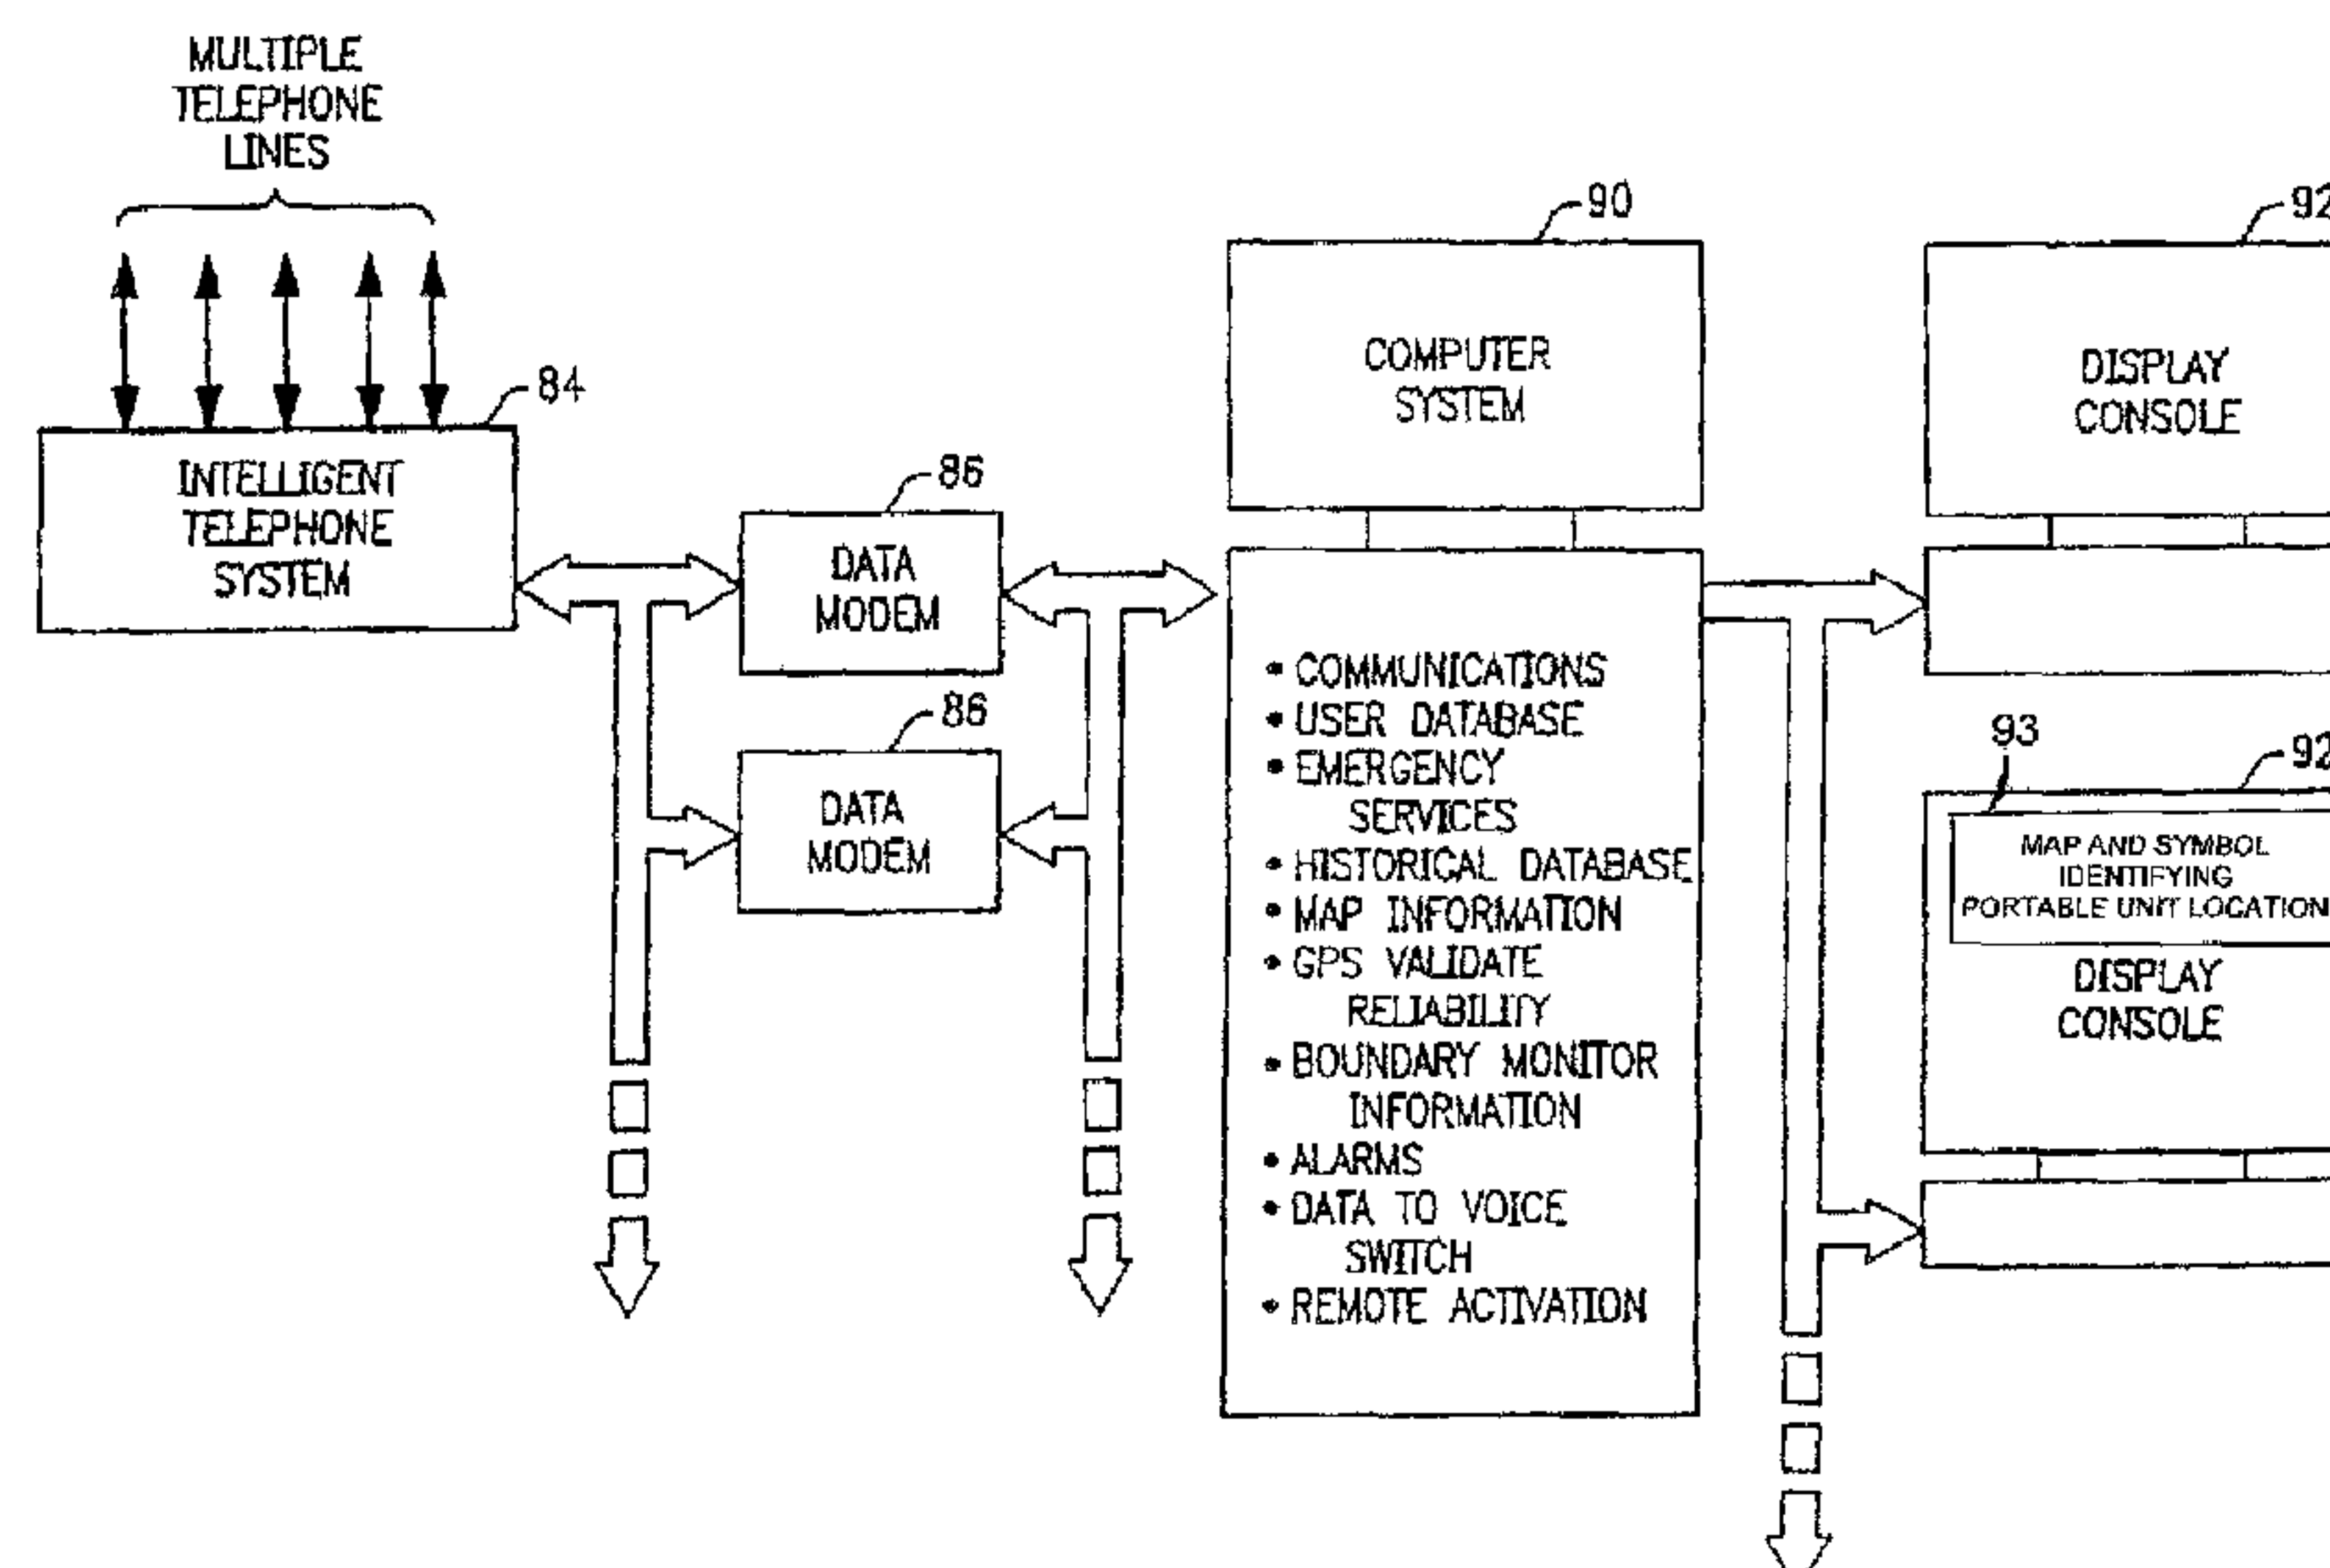 MULTIPLE
TELEPHONE
LINES
84
INTELLIGENT
TELEPHONE
SYSTEM
86
DATA
MODEM
86
DATA
MODEM
90
COMPUTER
SYSTEM
• COMMUNICATIONS
• USER DATABASE
• EMERGENCY
SERVICES
• HISTORICAL DATABASE
• MAP INFORMATION
• GPS VALIDATE
RELIABILITY
• BOUNDARY MONITOR
INFORMATION
• ALARMS
• DATA TO VOICE
SWITCH
• REMOTE ACTIVATION
92
DISPLAY
CONSOLE
93
92
MAP AND SYMBOL
IDENTIFYING
PORTABLE UNIT LOCATION
DISPLAY
CONSOLE